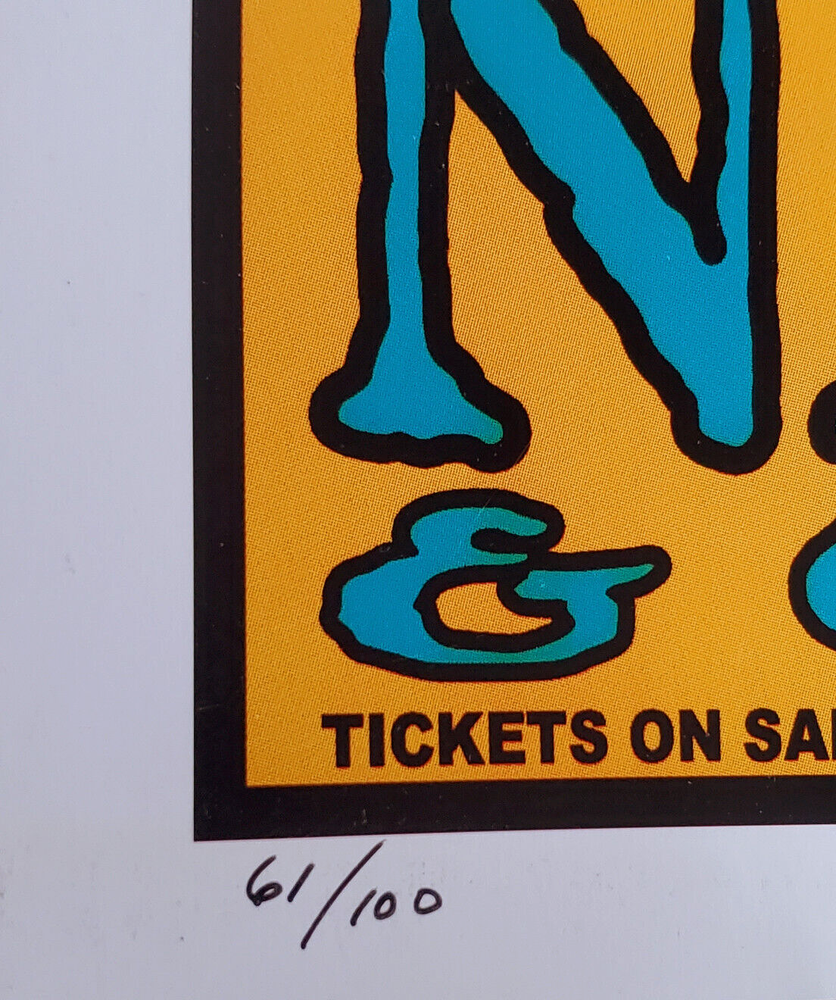 N
&
TICKETS ON SA
61/100